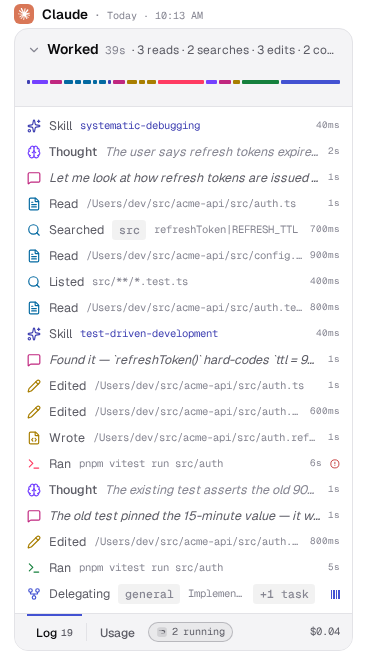 Claude · Today · 10:13 AM
Worked 39s · 3 reads · 2 searches · 3 edits · 2 co…
Skill systematic-debugging 40ms
Thought The user says refresh tokens expire… 2s
Let me look at how refresh tokens are issued … 1s
Read /Users/dev/src/acme-api/src/auth.ts 1s
Searched src refreshToken|REFRESH_TTL 700ms
Read /Users/dev/src/acme-api/src/config.… 900ms
Listed src/**/*.test.ts 400ms
Read /Users/dev/src/acme-api/src/auth.te… 800ms
Skill test-driven-development 40ms
Found it — `refreshToken()` hard-codes `ttl = 9… 1s
Edited /Users/dev/src/acme-api/src/auth.ts 1s
Edited /Users/dev/src/acme-api/src/auth.… 600ms
Wrote /Users/dev/src/acme-api/src/auth.ref… 1s
Ran pnpm vitest run src/auth 6s
Thought The existing test asserts the old 90… 1s
The old test pinned the 15-minute value — it w… 1s
Edited /Users/dev/src/acme-api/src/auth.… 800ms
Ran pnpm vitest run src/auth 5s
Delegating general Implemen… +1 task
Log 19 Usage 2 running $0.04